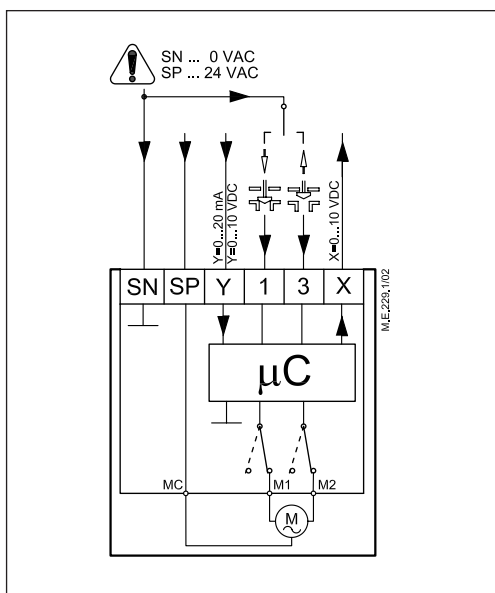 SN ... 0 VAC
SP ... 24 VAC
Y=0...20 mA
Y=0...10 VDC
X=0...10 VDC
SN SP Y 1 3 X
M.E.229.1/02
µC
MC M1 M2
M